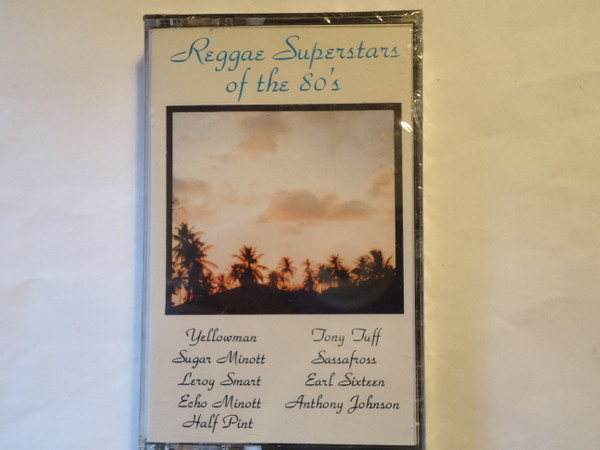 Reggae Superstars
of the 80's
Yellowman
Sugar Minott
Leroy Smart
Echo Minott
Half Pint
Tony Tuff
Sassafross
Earl Sixteen
Anthony Johnson